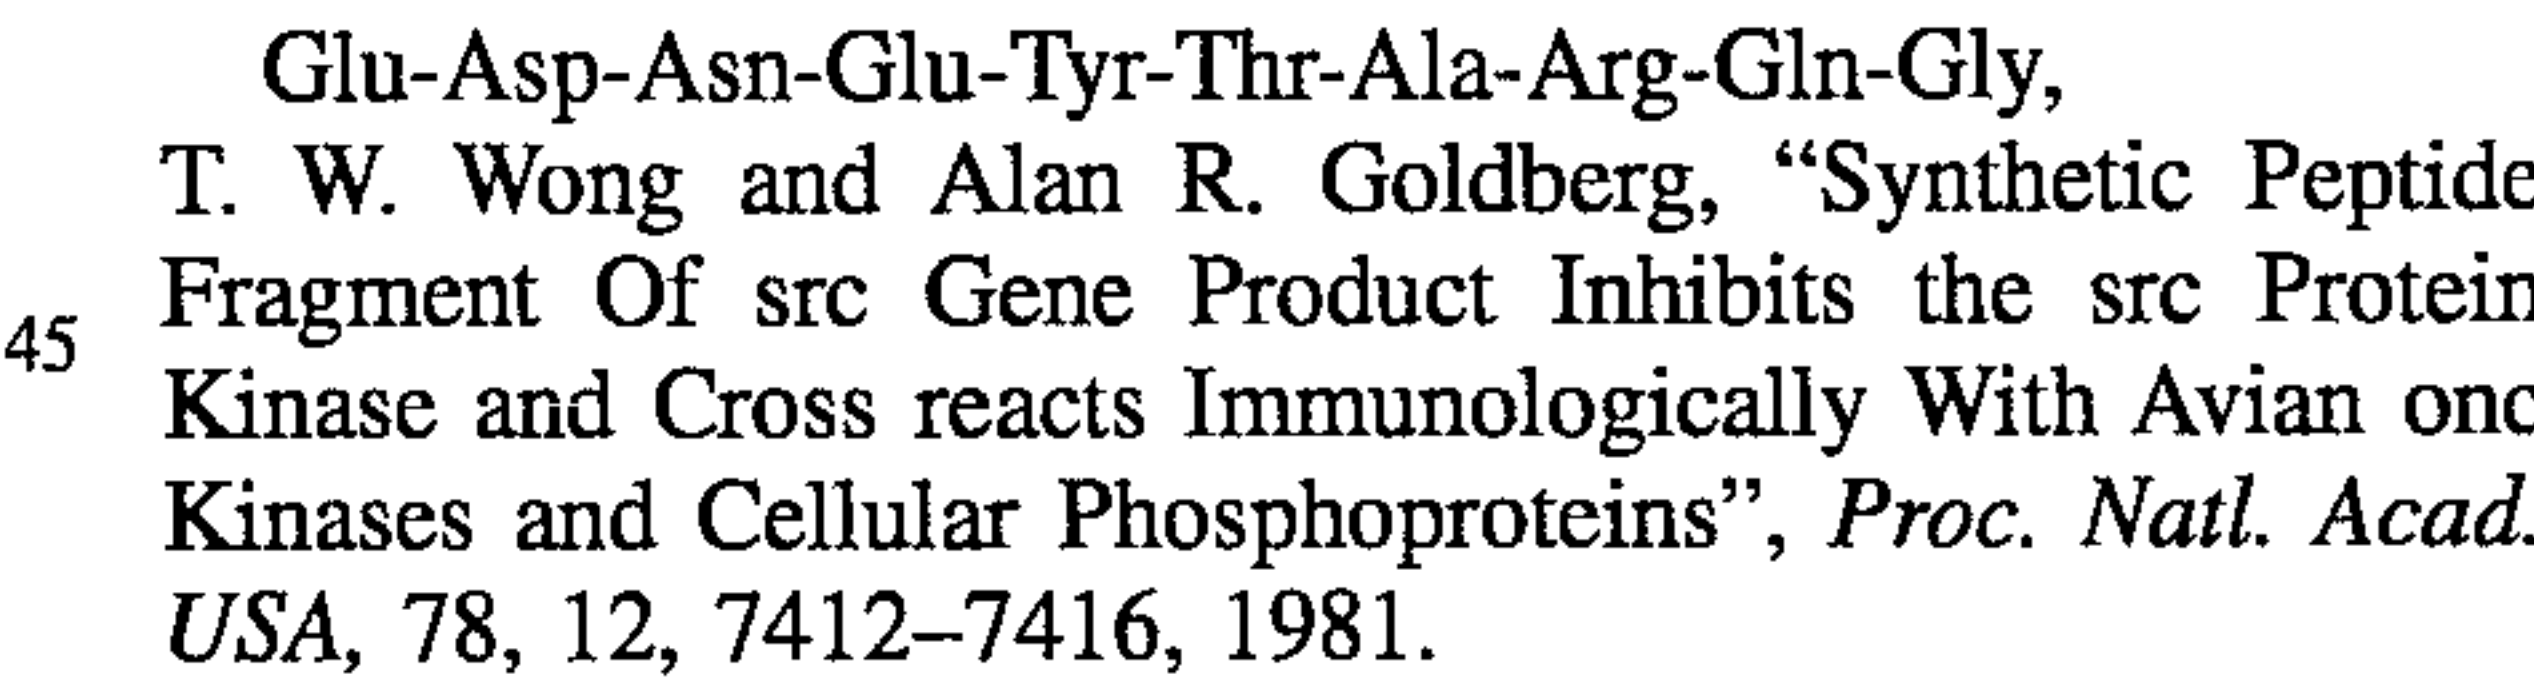 Glu-Asp-Asn-Glu-Tyr-Thr-Ala-Arg-Gln-Gly,
T. W. Wong and Alan R. Goldberg, “Synthetic Peptide
Fragment Of src Gene Product Inhibits the src Protein
45
Kinase and Cross reacts Immunologically With Avian onc
Kinases and Cellular Phosphoproteins”, Proc. Natl. Acad.
USA, 78, 12, 7412–7416, 1981.